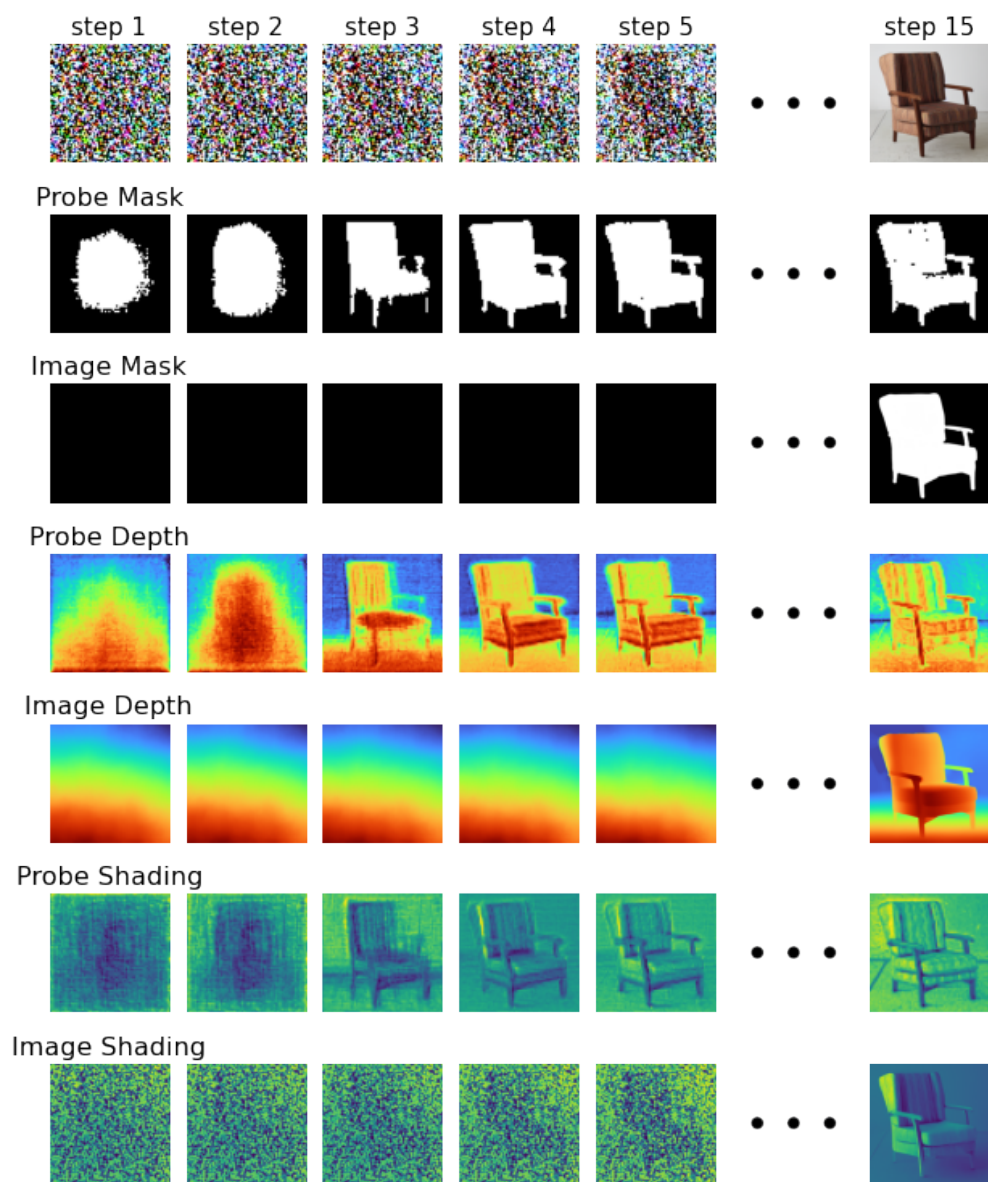 step 1 step 2 step 3 step 4 step 5 step 15
Probe Mask
Image Mask
Probe Depth
Image Depth
Probe Shading
Image Shading